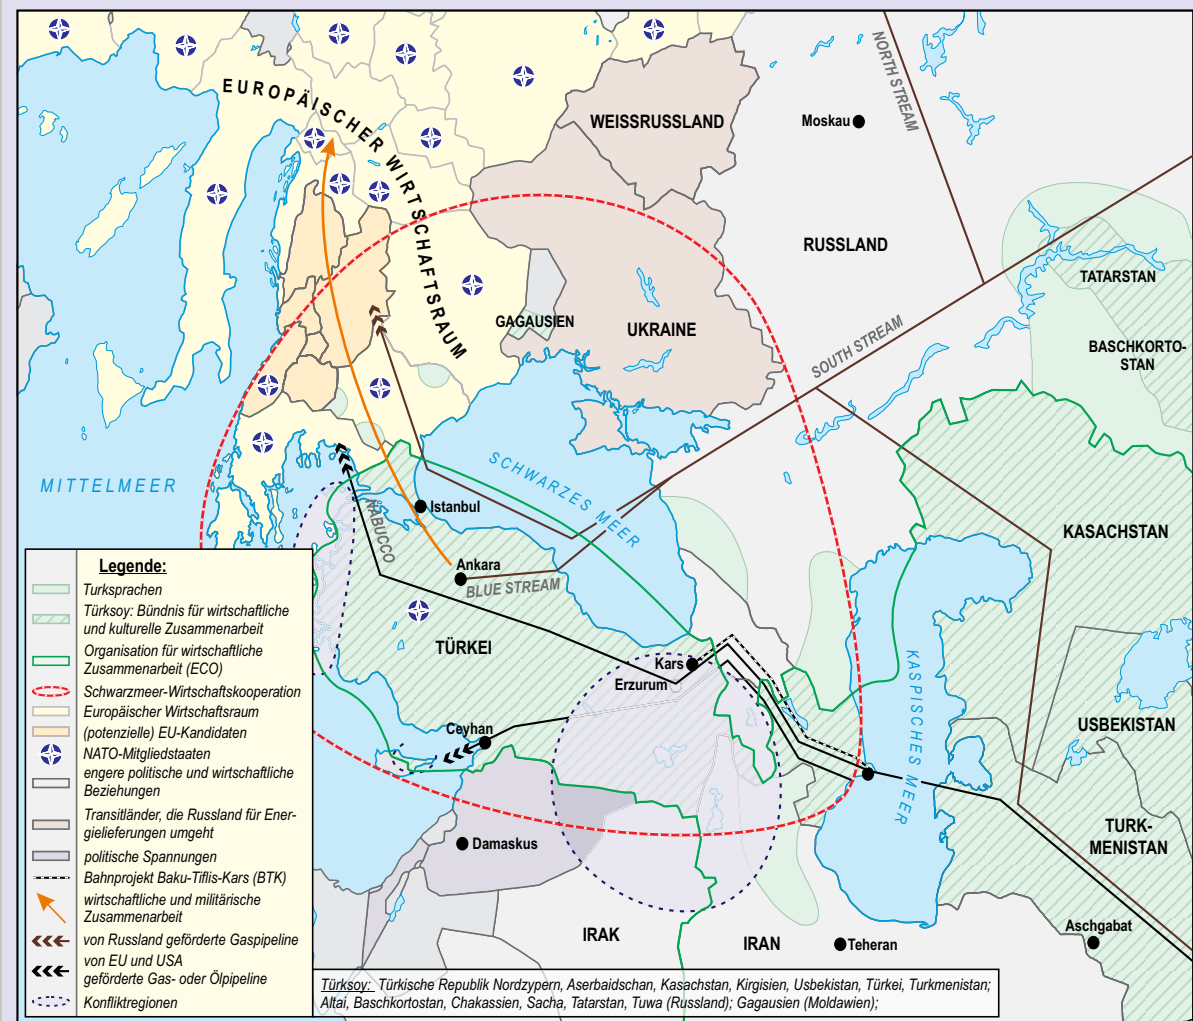 EUROPÄISCHER WIRTSCHAFTSRAUM
NORTH STREAM
WEISSRUSSLAND
Moskau
RUSSLAND
TATARSTAN
BASCHKORTO-
STAN
GAGAUSIEN
UKRAINE
SOUTH STREAM
MITTELMEER
SCHWARZES MEER
Istanbul
NABUCCO
KASACHSTAN
Ankara
BLUE STREAM
TÜRKEI
Kars
Erzurum
KASPISCHES MEER
USBEKISTAN
Ceyhan
TURK-
MENISTAN
Damaskus
Aschgabat
IRAK
IRAN
Teheran
Legende:
Turksprachen
Türksoy: Bündnis für wirtschaftliche
und kulturelle Zusammenarbeit
Organisation für wirtschaftliche
Zusammenarbeit (ECO)
Schwarzmeer-Wirtschaftskooperation
Europäischer Wirtschaftsraum
(potenzielle) EU-Kandidaten
NATO-Mitgliedstaaten
engere politische und wirtschaftliche
Beziehungen
Transitländer, die Russland für Ener-
gielieferungen umgeht
politische Spannungen
Bahnprojekt Baku-Tiflis-Kars (BTK)
wirtschaftliche und militärische
Zusammenarbeit
von Russland geförderte Gaspipeline
von EU und USA
geförderte Gas- oder Ölpipeline
Konfliktregionen
Türksoy: Türkische Republik Nordzypern, Aserbaidschan, Kasachstan, Kirgisien, Usbekistan, Türkei, Turkmenistan;
Altai, Baschkortostan, Chakassien, Sacha, Tatarstan, Tuwa (Russland); Gagausien (Moldawien);